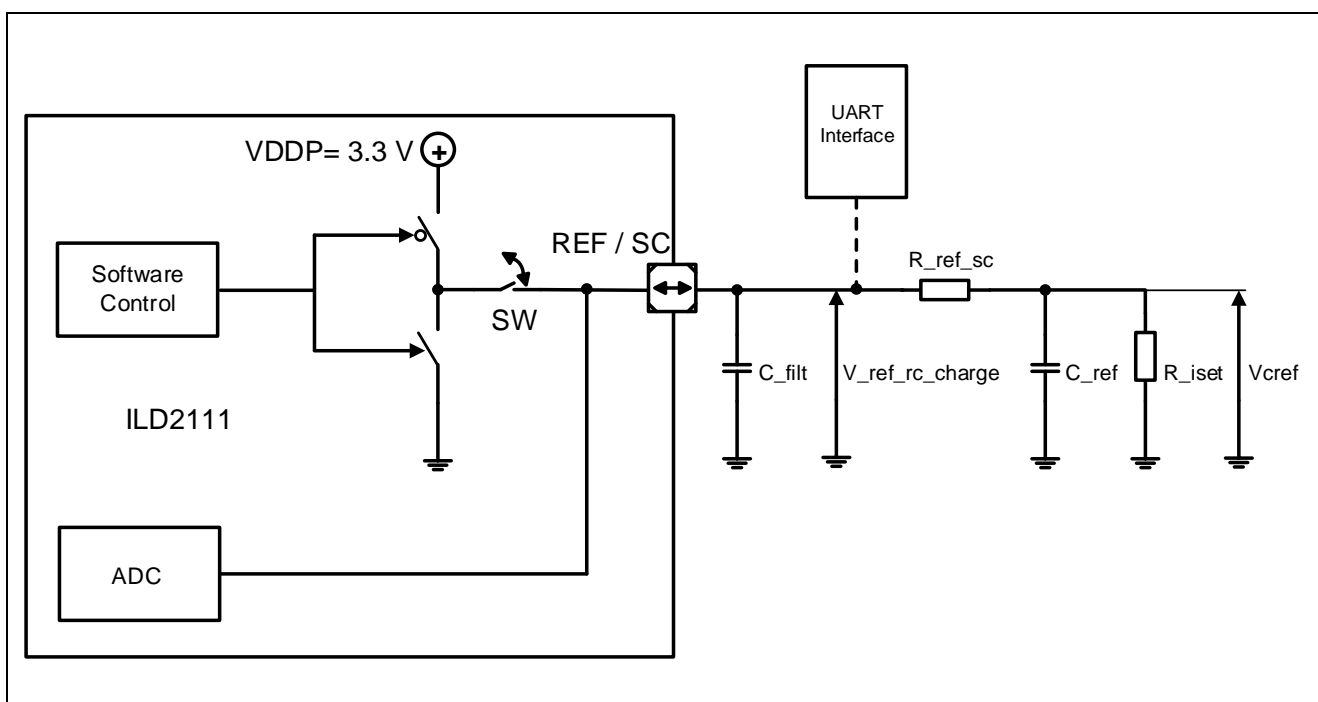 UART
Interface
VDDP= 3.3 V
+
Software
Control
REF / SC
SW
R_ref_sc
C_filt
V_ref_rc_charge
C_ref
R_iset
Vcref
ILD2111
ADC